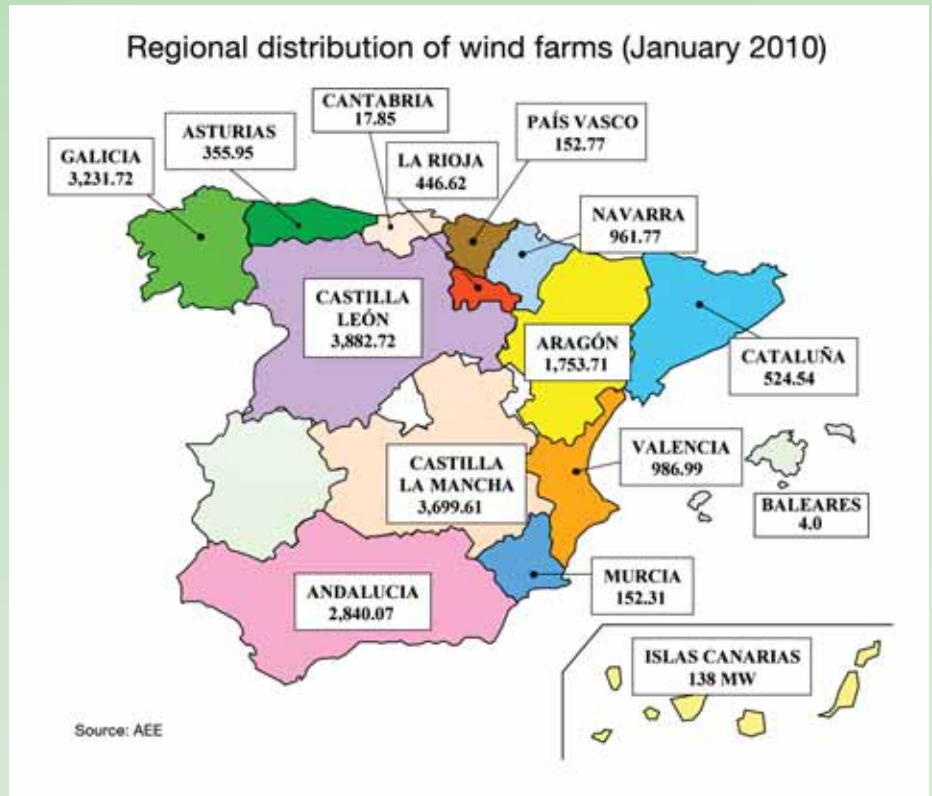 Regional distribution of wind farms (January 2010)
CANTABRIA
17.85
ASTURIAS
355.95
PAÍS VASCO
152.77
GALICIA
3,231.72
LA RIOJA
446.62
NAVARRA
961.77
CASTILLA
LEÓN
3,882.72
ARAGÓN
1,753.71
CATALUÑA
524.54
VALENCIA
986.99
CASTILLA
LA MANCHA
3,699.61
BALEARES
4.0
MURCIA
152.31
ANDALUCIA
2,840.07
ISLAS CANARIAS
138 MW
Source: AEE